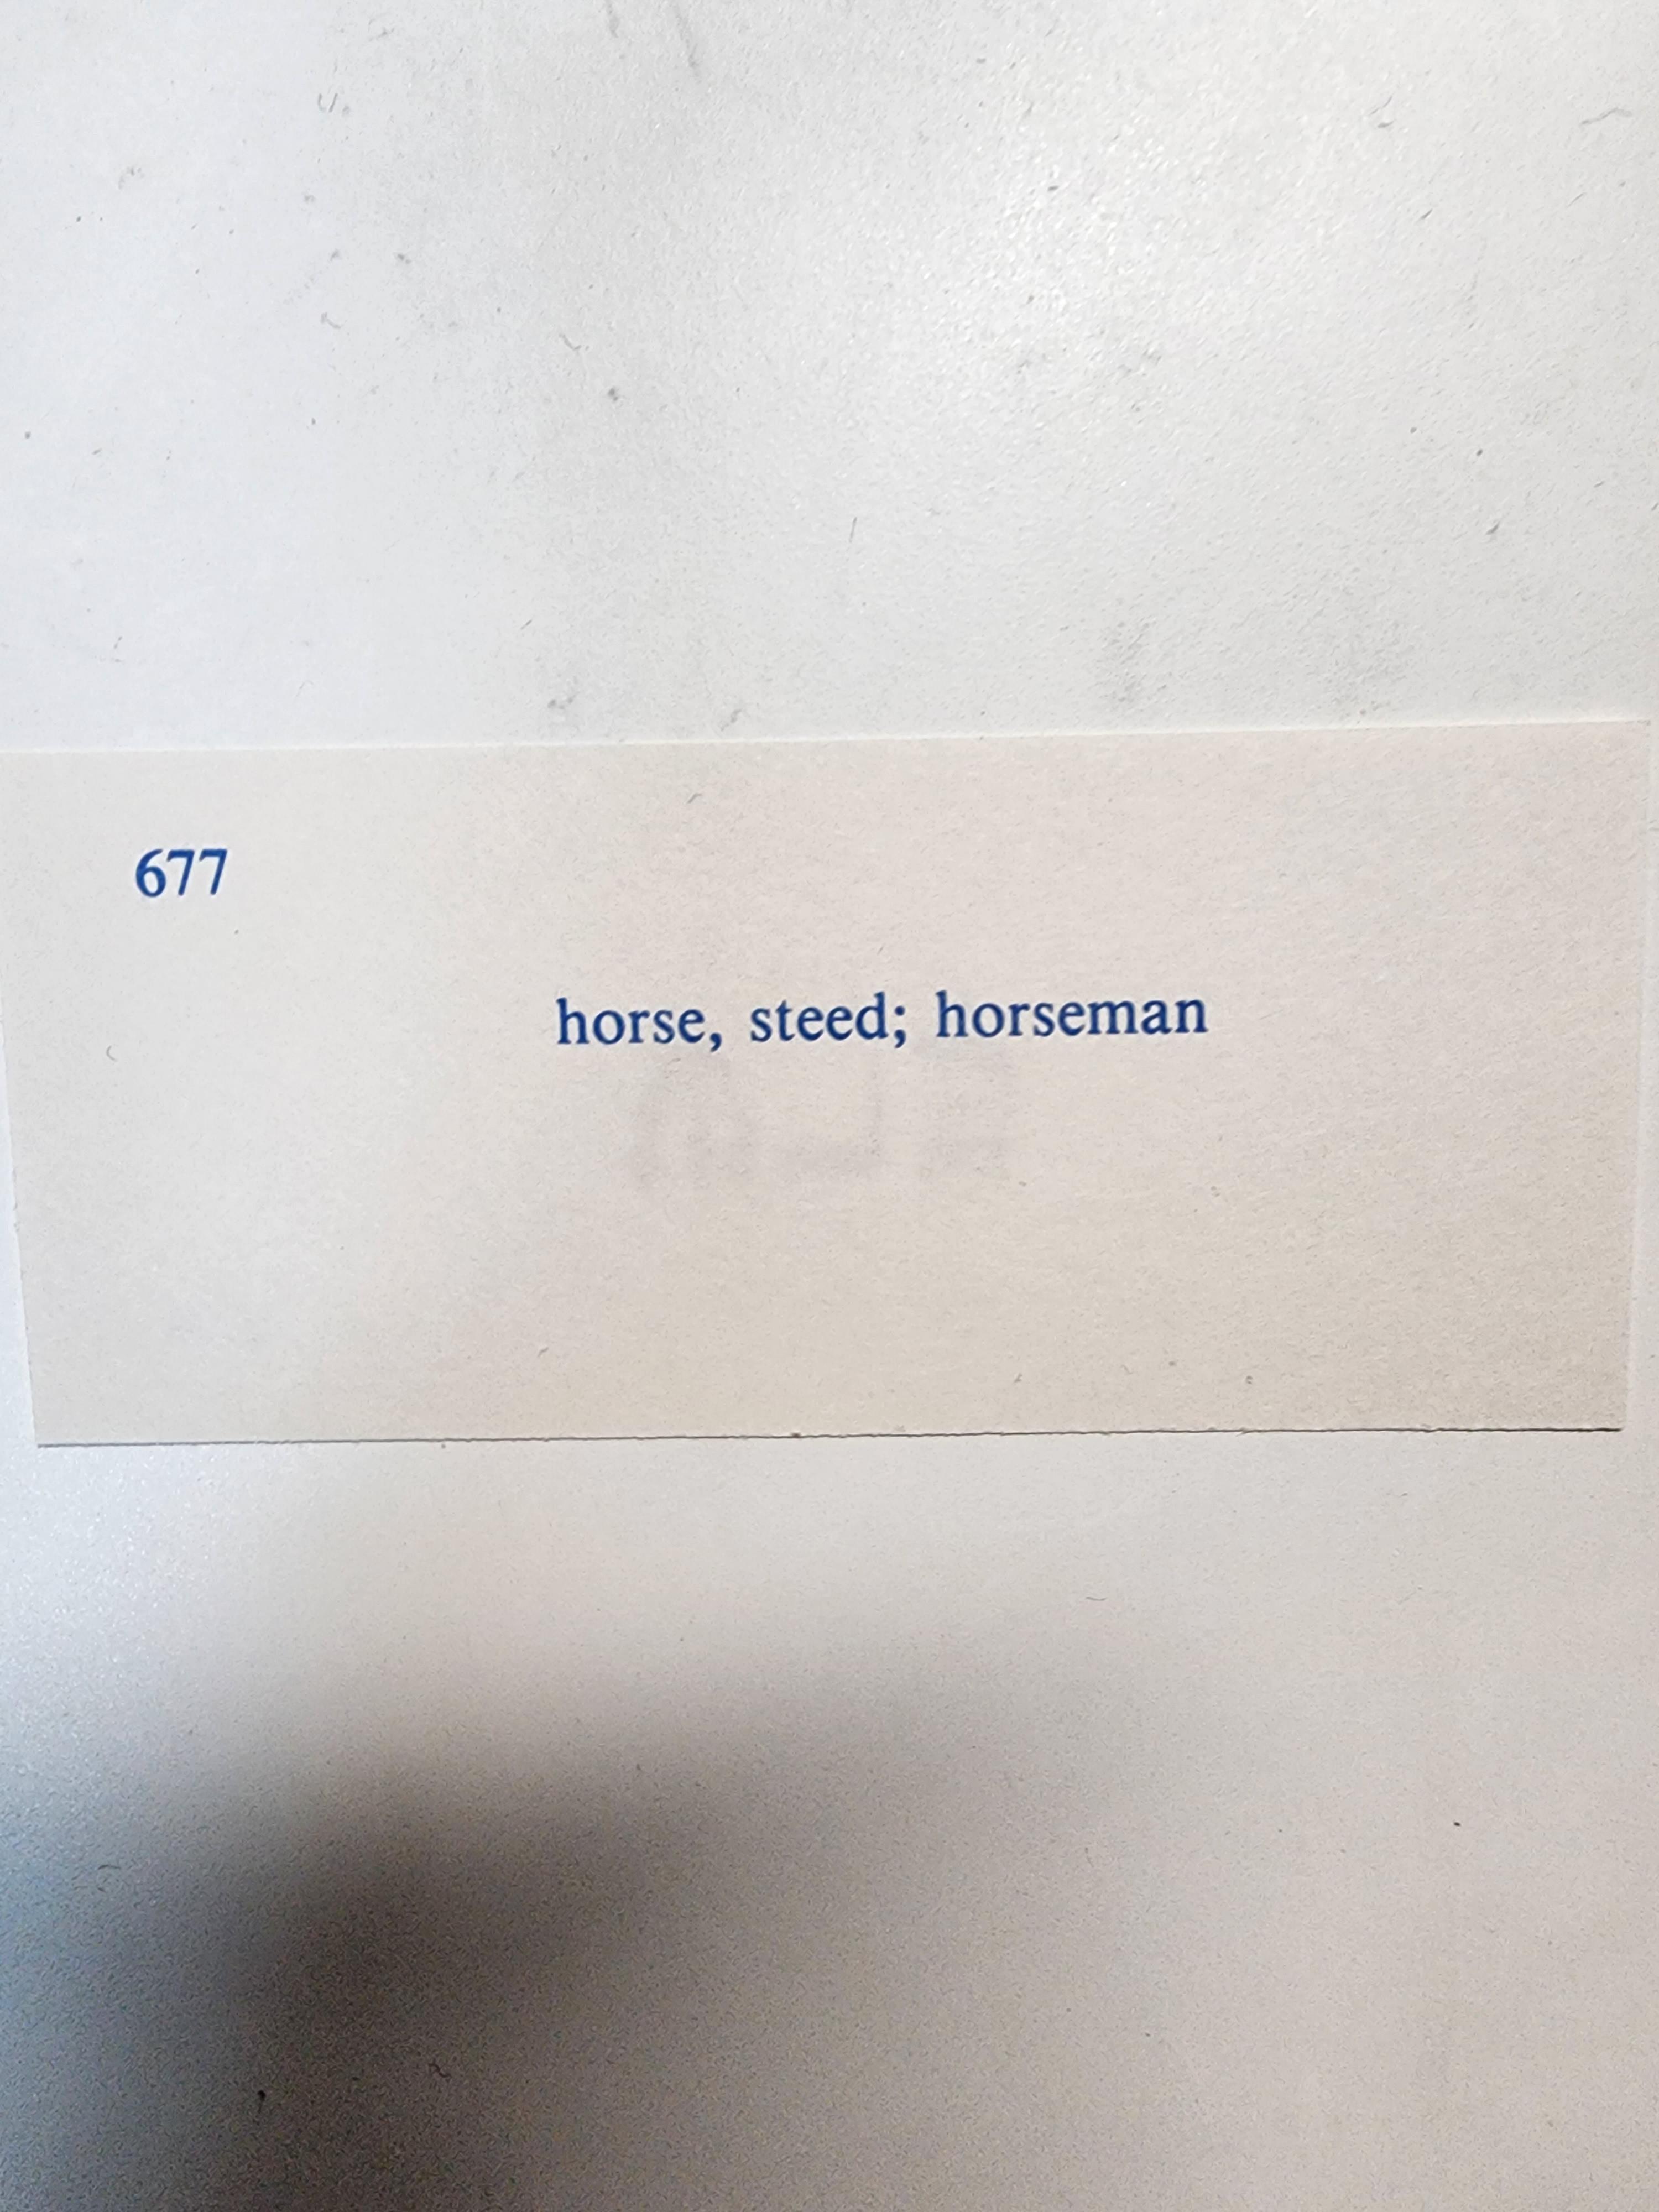 677
horse, steed; horseman